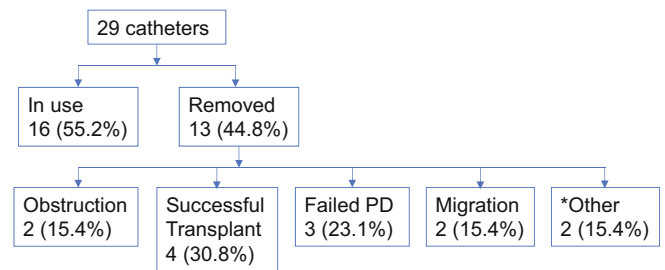 29 catheters
In use
16 (55.2%)
Removed
13 (44.8%)
Obstruction
2 (15.4%)
Successful
Transplant
4 (30.8%)
Failed PD
3 (23.1%)
Migration
2 (15.4%)
*Other
2 (15.4%)